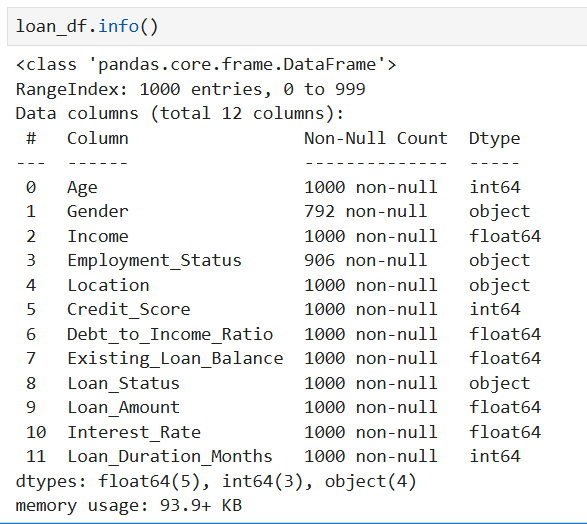 loan_df.info()
<class 'pandas.core.frame.DataFrame'>
RangeIndex: 1000 entries, 0 to 999
Data columns (total 12 columns):
 #   Column                 Non-Null Count  Dtype
---  ------                 --------------  -----
 0   Age                    1000 non-null   int64
 1   Gender                 792 non-null    object
 2   Income                 1000 non-null   float64
 3   Employment_Status      906 non-null    object
 4   Location               1000 non-null   object
 5   Credit_Score           1000 non-null   int64
 6   Debt_to_Income_Ratio   1000 non-null   float64
 7   Existing_Loan_Balance  1000 non-null   float64
 8   Loan_Status            1000 non-null   object
 9   Loan_Amount            1000 non-null   float64
 10  Interest_Rate          1000 non-null   float64
 11  Loan_Duration_Months   1000 non-null   int64
dtypes: float64(5), int64(3), object(4)
memory usage: 93.9+ KB